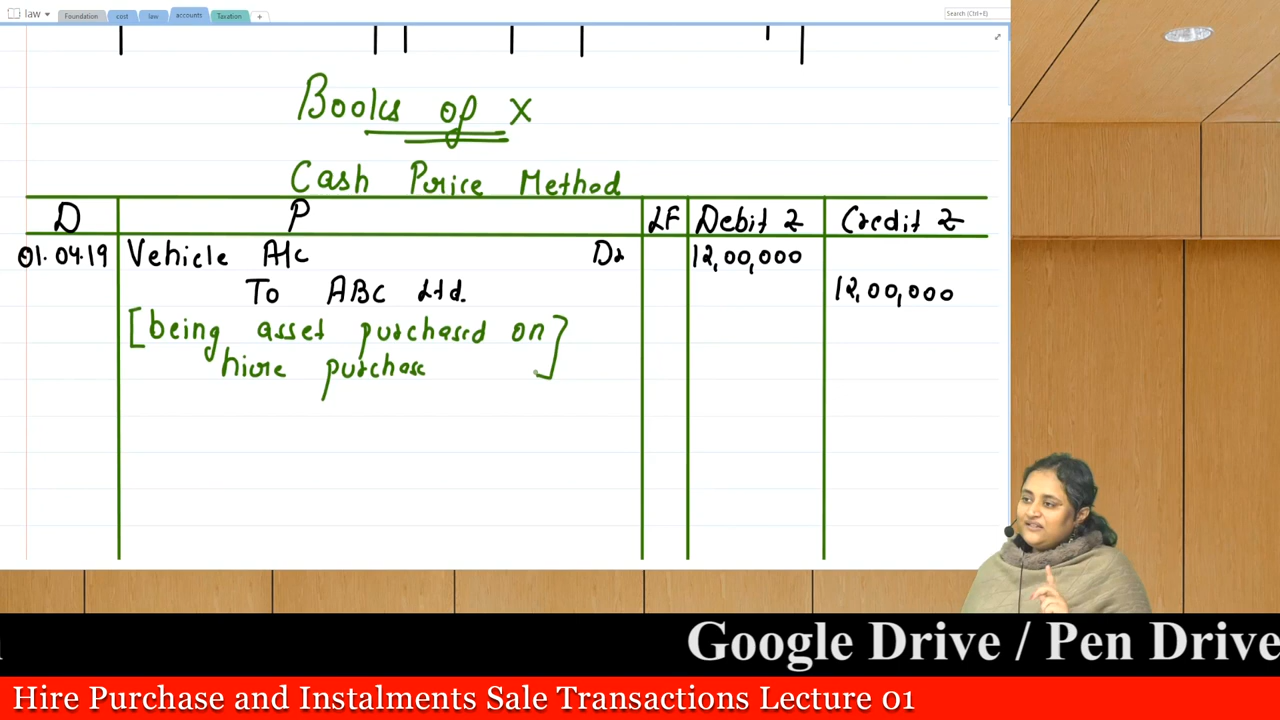 law
Foundation cost law accounts Taxation +
Search (Ctrl+E)
Books of X
Cash Price Method
D P LF Debit ₹ Credit ₹
01.04.19 Vehicle A/c Dr 12,00,000
To ABC Ltd. 12,00,000
[being asset purchased on
hire purchase]
Google Drive / Pen Drive
Hire Purchase and Instalments Sale Transactions Lecture 01